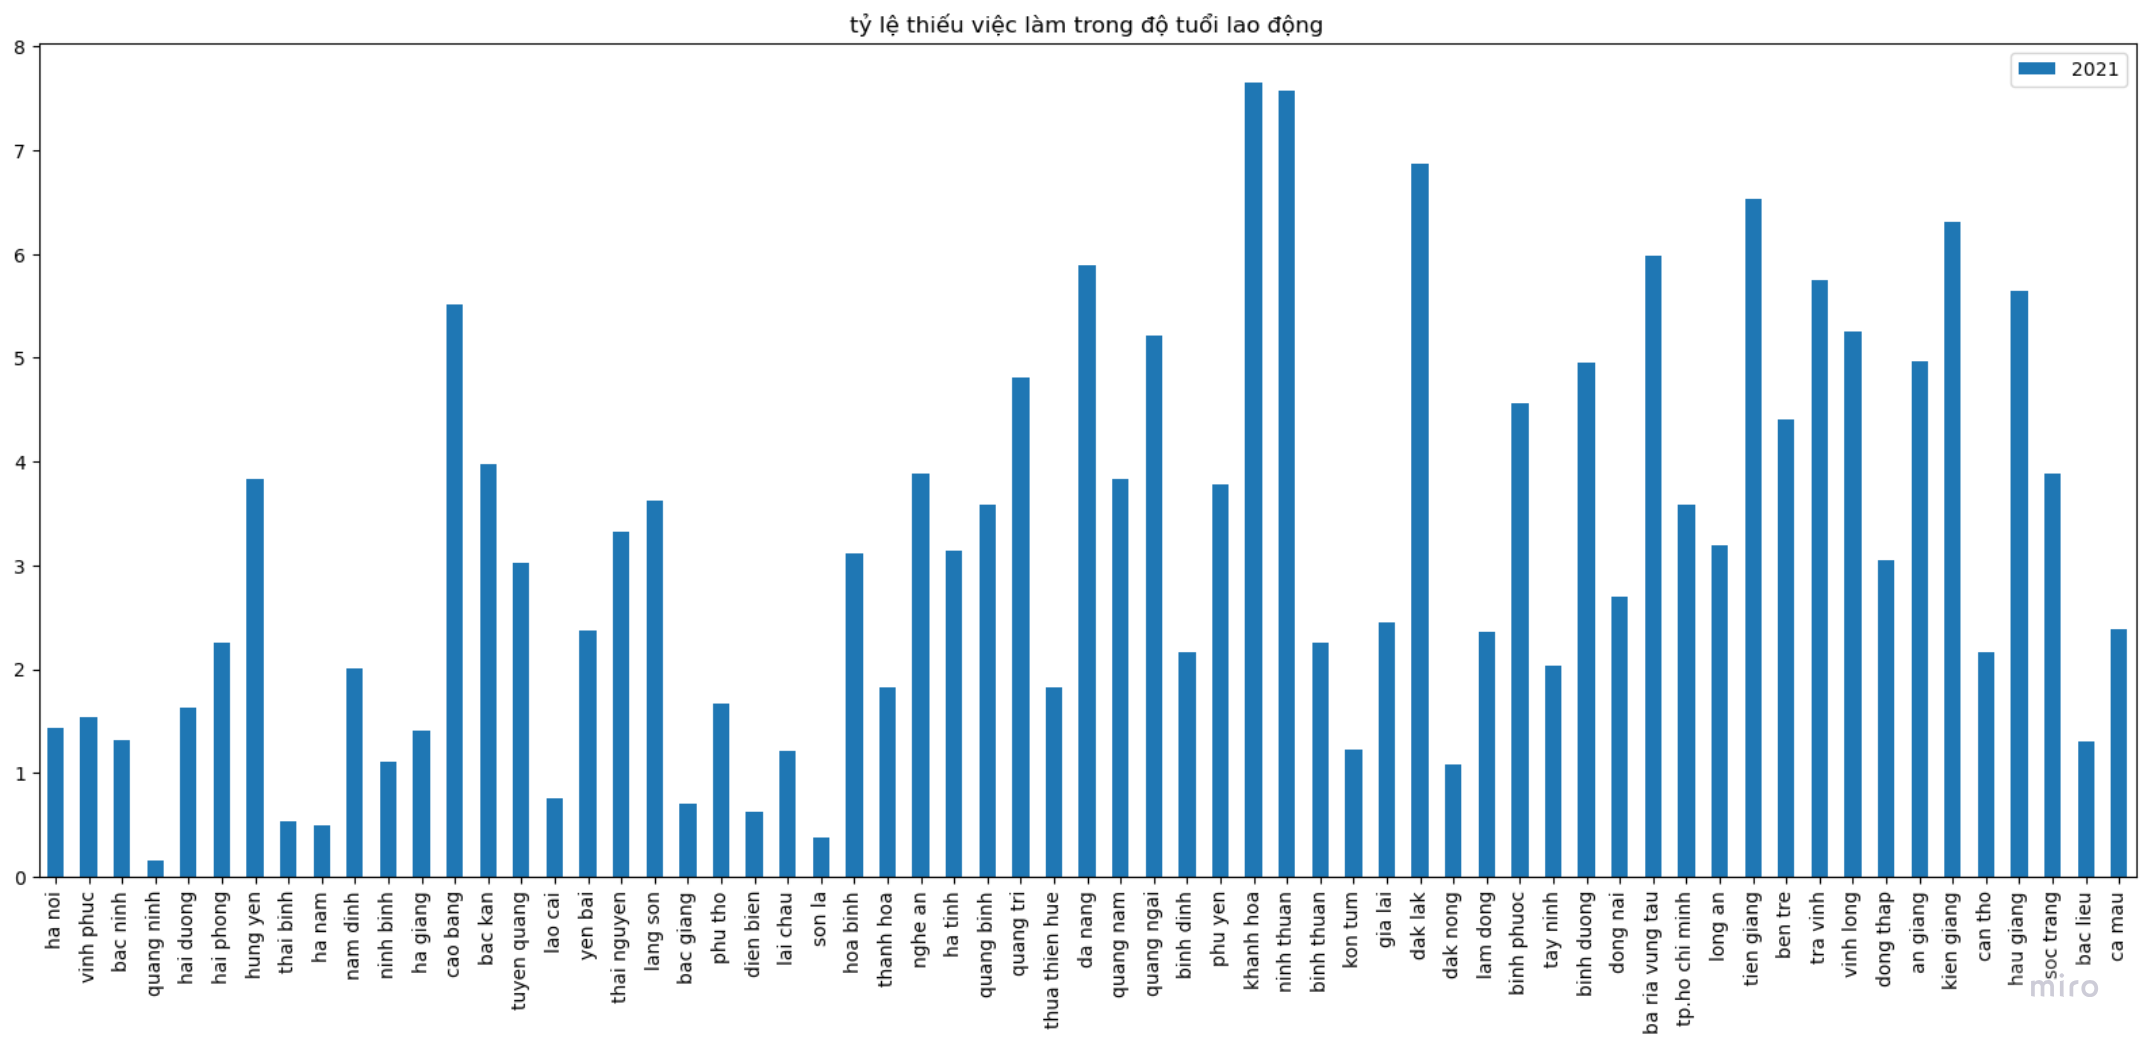 tỷ lệ thiếu việc làm trong độ tuổi lao động
2021
8
7
6
5
4
3
2
1
0
ha noi
vinh phuc
bac ninh
quang ninh
hai duong
hai phong
hung yen
thai binh
ha nam
nam dinh
ninh binh
ha giang
cao bang
bac kan
tuyen quang
lao cai
yen bai
thai nguyen
lang son
bac giang
phu tho
dien bien
lai chau
son la
hoa binh
thanh hoa
nghe an
ha tinh
quang binh
quang tri
thua thien hue
da nang
quang nam
quang ngai
binh dinh
phu yen
khanh hoa
ninh thuan
binh thuan
kon tum
gia lai
dak lak
dak nong
lam dong
binh phuoc
tay ninh
binh duong
dong nai
ba ria vung tau
tp.ho chi minh
long an
tien giang
ben tre
tra vinh
vinh long
dong thap
an giang
kien giang
can tho
hau giang
soc trang
bac lieu
ca mau
miro